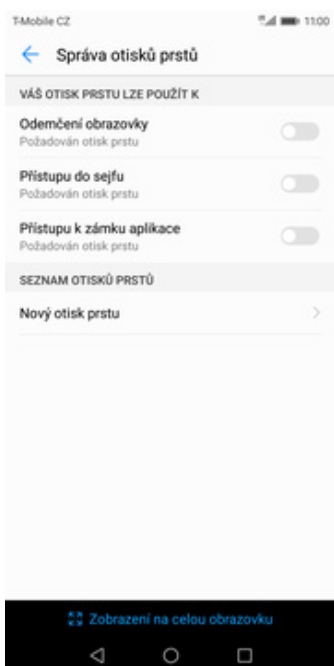 T-Mobile CZ 11:00
Správa otisků prstů
VÁŠ OTISK PRSTU LZE POUŽÍT K
Odemčení obrazovky
Požadován otisk prstu
Přístupu do sejfu
Požadován otisk prstu
Přístupu k zámku aplikace
Požadován otisk prstu
SEZNAM OTISKŮ PRSTŮ
Nový otisk prstu
Zobrazení na celou obrazovku